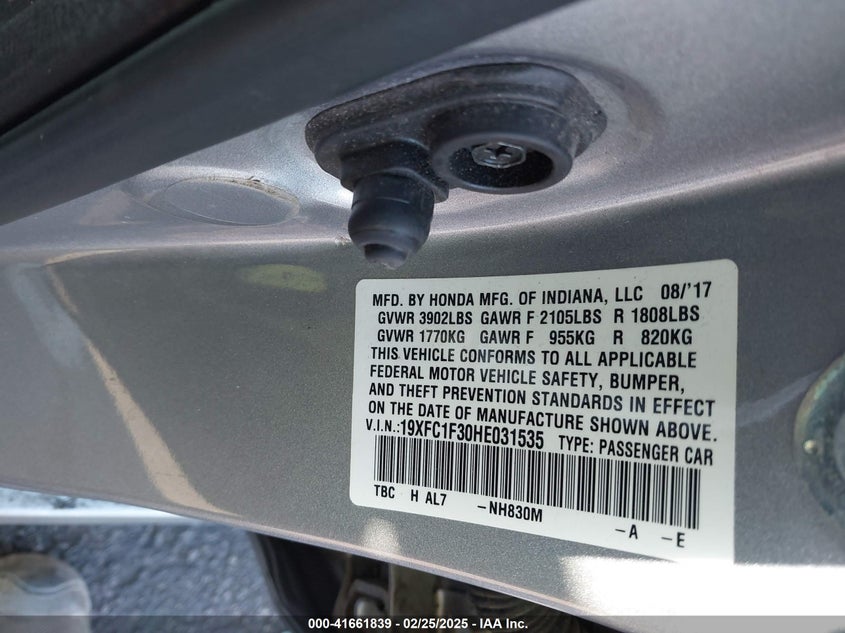 MFD. BY HONDA MFG. OF INDIANA, LLC 08/'17
GVWR 3902LBS GAWR F 2105LBS R 1808LBS
GVWR 1770KG GAWR F 955KG R 820KG
THIS VEHICLE CONFORMS TO ALL APPLICABLE
FEDERAL MOTOR VEHICLE SAFETY, BUMPER,
AND THEFT PREVENTION STANDARDS IN EFFECT
ON THE DATE OF MANUFACTURE SHOWN ABOVE.
V.I.N.:19XFC1F30HE031535 TYPE: PASSENGER CAR
TBC H AL7 -NH830M -A -E
000-41661839 / 02/25/2025 - IAA Inc.